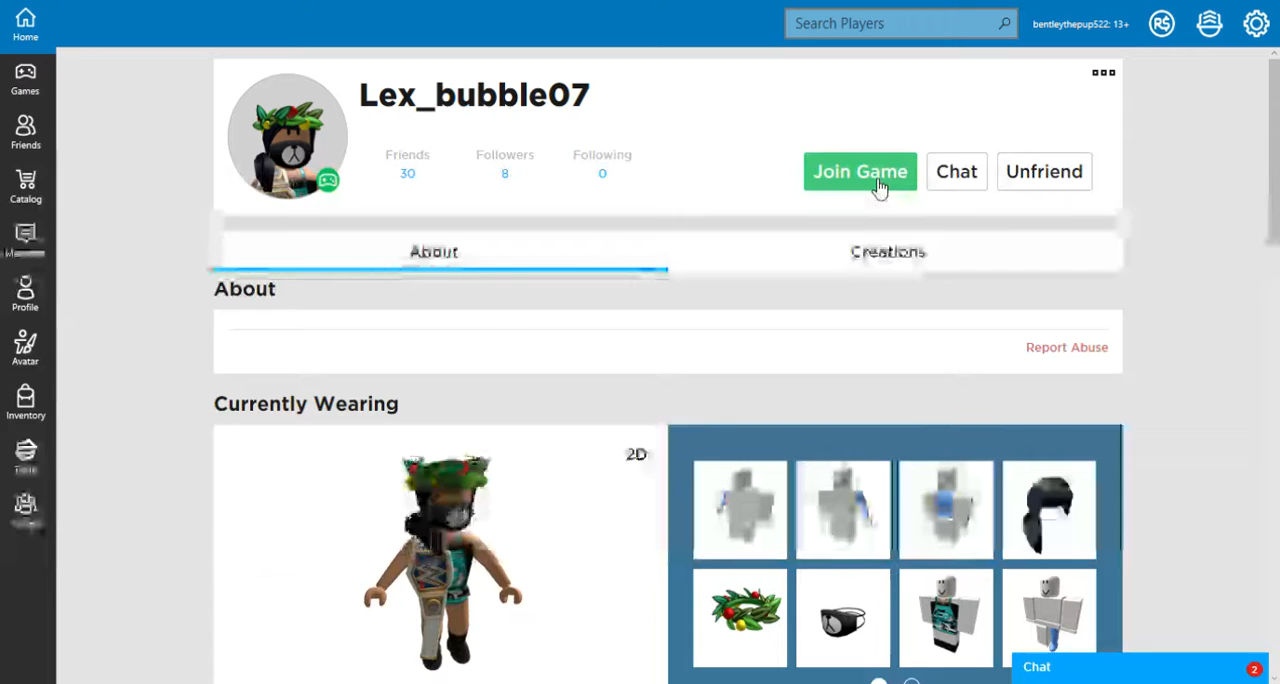 Home
Search Players
bentleythepup522: 13+
R$
Games
Friends
Catalog
Profile
Avatar
Inventory
Lex_bubble07
Friends
Followers
Following
30
8
0
Join Game
Chat
Unfriend
About
Creations
About
Report Abuse
Currently Wearing
2D
Chat
2